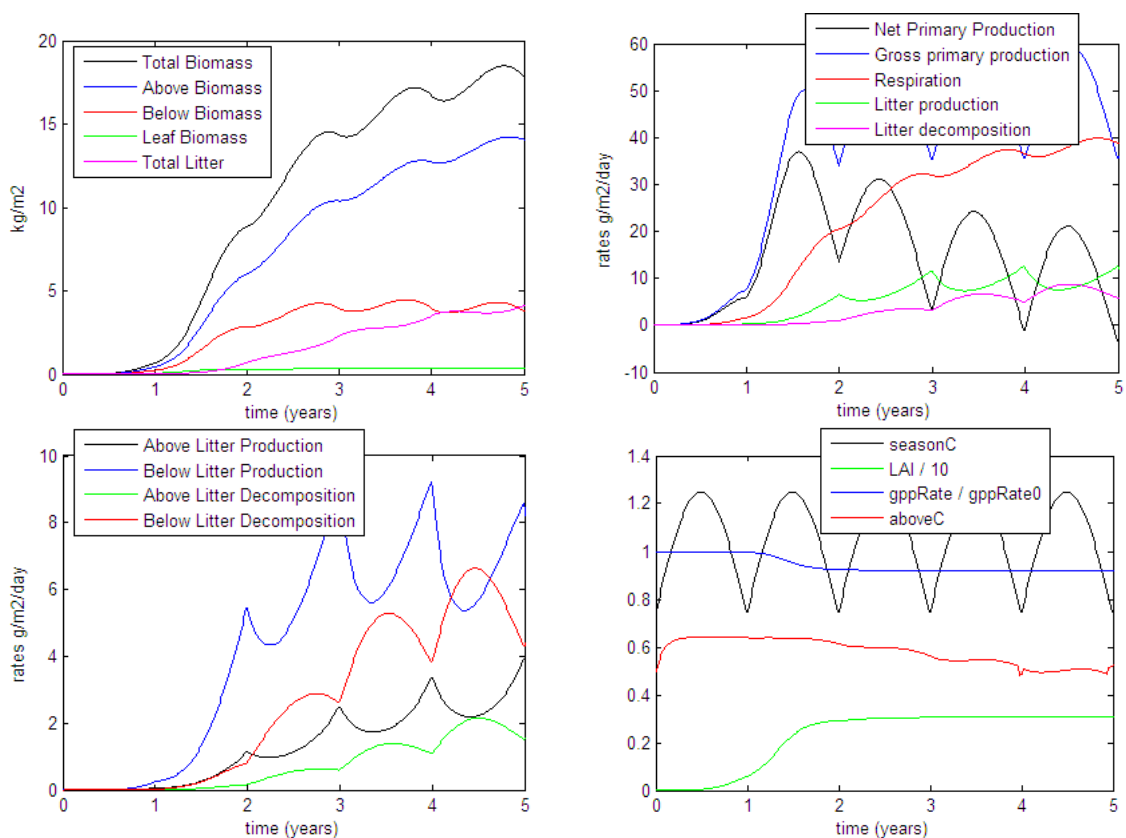 20
15
10
5
0
kg/m2
Total Biomass
Above Biomass
Below Biomass
Leaf Biomass
Total Litter
0 1 2 3 4 5
time (years)
60
50
40
30
20
10
0
-10
rates g/m2/day
Net Primary Production
Gross primary production
Respiration
Litter production
Litter decomposition
0 1 2 3 4 5
time (years)
10
8
6
4
2
0
rates g/m2/day
Above Litter Production
Below Litter Production
Above Litter Decomposition
Below Litter Decomposition
0 1 2 3 4 5
time (years)
1.4
1.2
1
0.8
0.6
0.4
0.2
0
seasonC
LAI / 10
gppRate / gppRate0
aboveC
0 1 2 3 4 5
time (years)